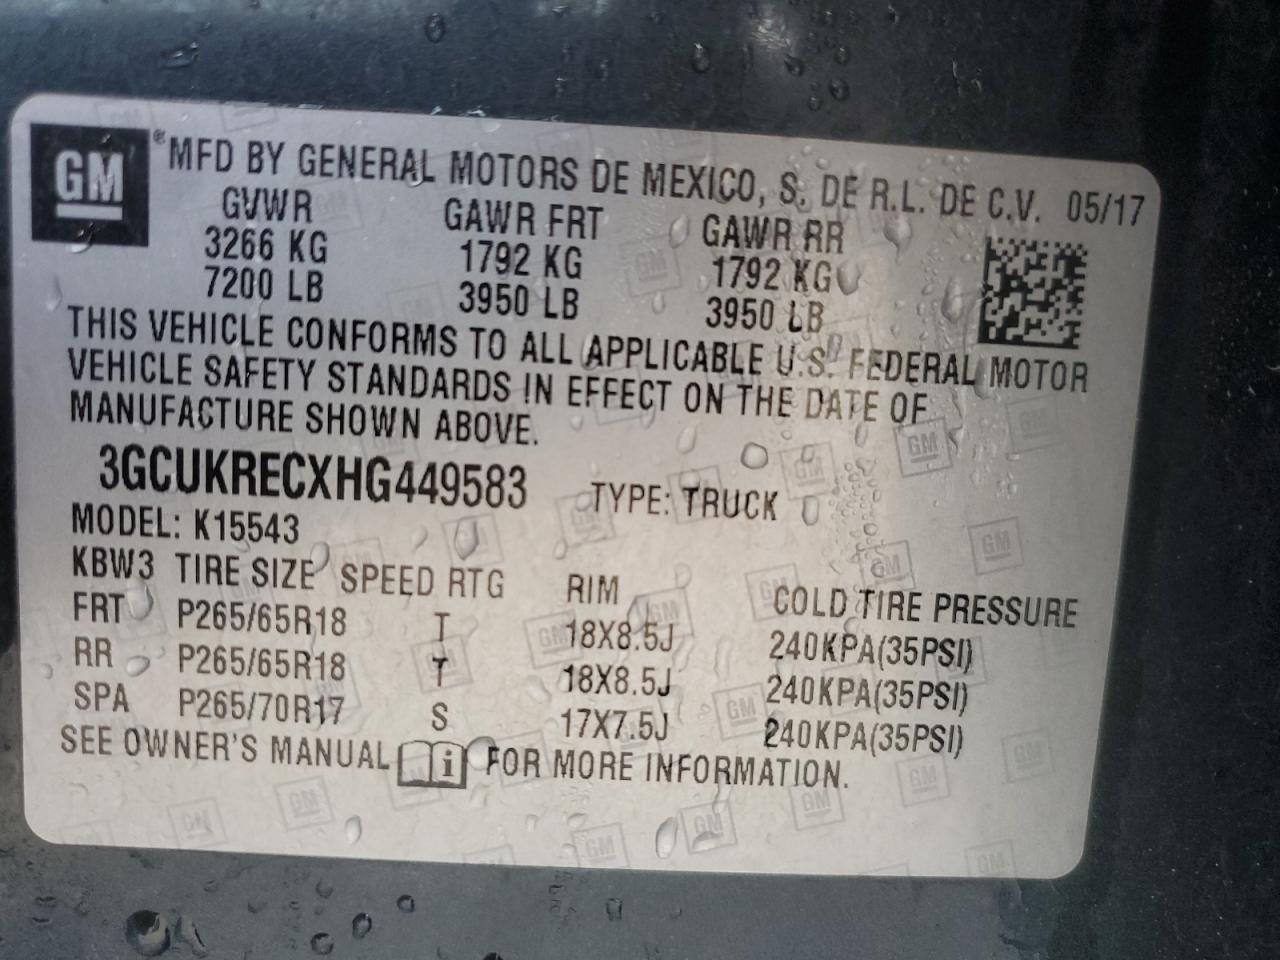 GM ® MFD BY GENERAL MOTORS DE MEXICO, S. DE R.L. DE C.V. 05/17
GVWR GAWR FRT GAWR RR
3266 KG 1792 KG 1792 KG
7200 LB 3950 LB 3950 LB
THIS VEHICLE CONFORMS TO ALL APPLICABLE U.S. FEDERAL MOTOR
VEHICLE SAFETY STANDARDS IN EFFECT ON THE DATE OF
MANUFACTURE SHOWN ABOVE.
3GCUKRECXHG449583 TYPE: TRUCK
MODEL: K15543
KBW3 TIRE SIZE SPEED RTG RIM COLD TIRE PRESSURE
FRT P265/65R18 T 18X8.5J 240KPA(35PSI)
RR P265/65R18 T 18X8.5J 240KPA(35PSI)
SPA P265/70R17 S 17X7.5J 240KPA(35PSI)
SEE OWNER'S MANUAL i FOR MORE INFORMATION.